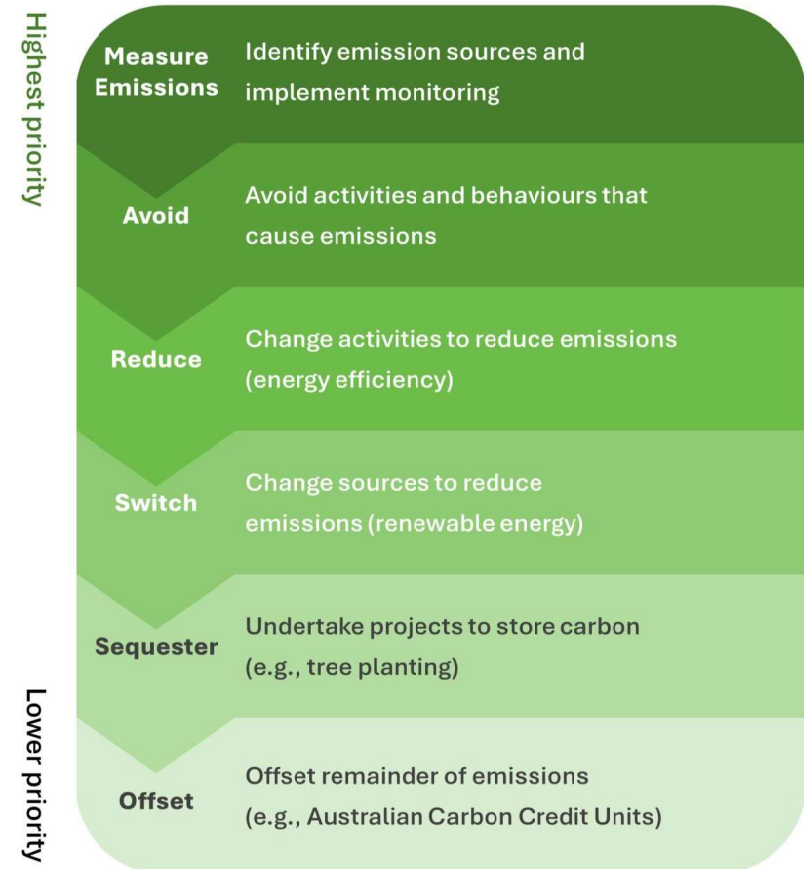 Highest priority
Measure
Emissions
Identify emission sources and
implement monitoring
Avoid
Avoid activities and behaviours that
cause emissions
Reduce
Change activities to reduce emissions
(energy efficiency)
Switch
Change sources to reduce
emissions (renewable energy)
Sequester
Undertake projects to store carbon
(e.g., tree planting)
Lower priority
Offset
Offset remainder of emissions
(e.g., Australian Carbon Credit Units)